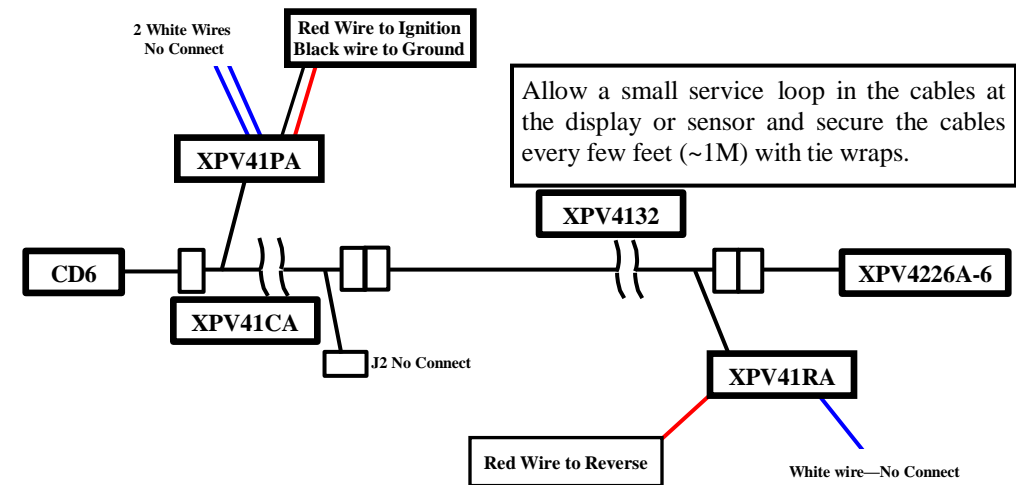 2 White Wires
No Connect
Red Wire to Ignition
Black wire to Ground
Allow a small service loop in the cables at
the display or sensor and secure the cables
every few feet (~1M) with tie wraps.
XPV41PA
XPV4132
CD6
XPV4226A-6
XPV41CA
J2 No Connect
XPV41RA
Red Wire to Reverse
White wire—No Connect